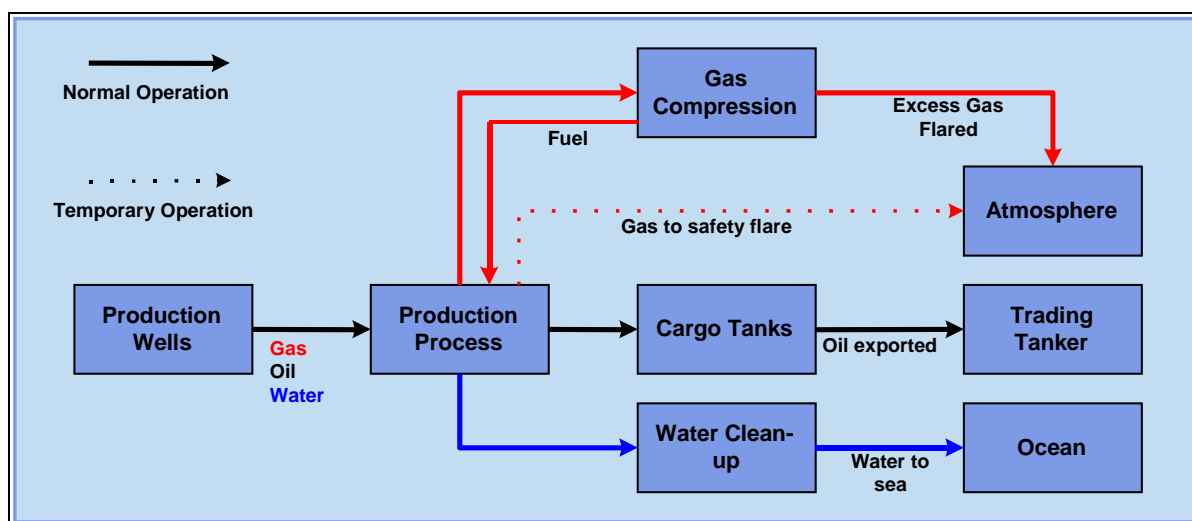 Normal Operation
Temporary Operation
Gas
Compression
Fuel
Excess Gas
Flared
Atmosphere
Gas to safety flare
Production
Wells
Gas
Oil
Water
Production
Process
Cargo Tanks
Oil exported
Trading
Tanker
Water Clean-
up
Water to
sea
Ocean